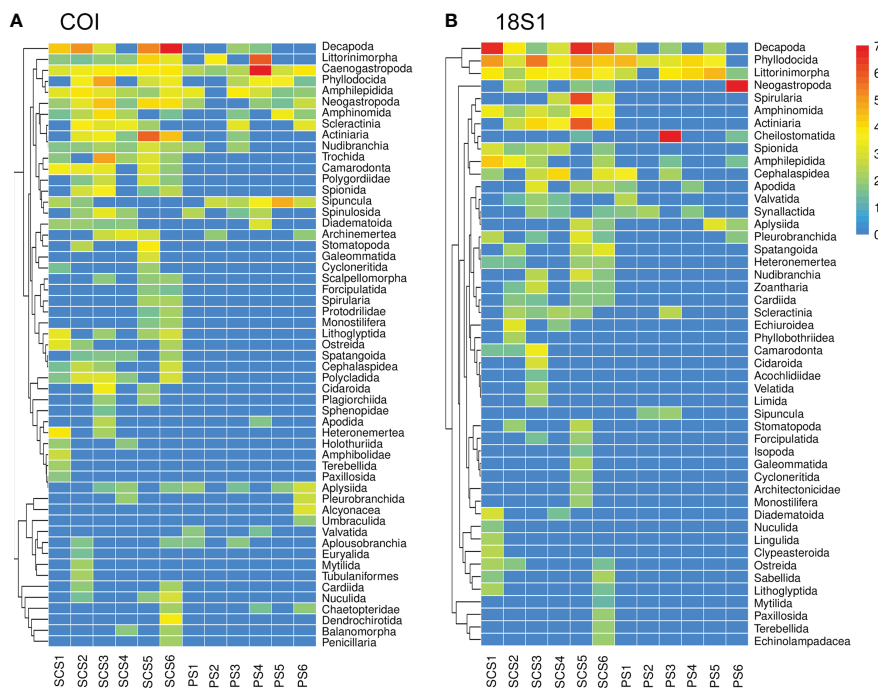 A
COI
Decapoda
Littorinimorpha
Caenogastropoda
Phyllodocida
Amphilepidida
Neogastropoda
Amphinomida
Scleractinia
Actiniaria
Nudibranchia
Trochida
Camarodonta
Polygordiidae
Spionida
Sipuncula
Spinulosida
Diadematoida
Archinemertea
Stomatopoda
Galeommatida
Cycloneritida
Scalpellomorpha
Forcipulatida
Spirularia
Protodrilidae
Monostilifera
Lithoglyptida
Ostreida
Spatangoida
Cephalaspidea
Polycladida
Cidaroida
Plagiorchiida
Sphenopidae
Apodida
Heteronemertea
Holothuriida
Amphibolidae
Terebellida
Paxillosida
Aplysiida
Pleurobranchida
Alcyonacea
Umbraculida
Valvatida
Aplousobranchia
Euryalida
Mytilida
Tubulaniformes
Cardiida
Nuculida
Chaetopteridae
Dendrochirotida
Balanomorpha
Penicillaria
SCS1
SCS2
SCS3
SCS4
SCS5
SCS6
PS1
PS2
PS3
PS4
PS5
PS6
B
18S1
Decapoda
Phyllodocida
Littorinimorpha
Neogastropoda
Spirularia
Amphinomida
Actiniaria
Cheilostomatida
Spionida
Amphilepidida
Cephalaspidea
Apodida
Valvatida
Synallactida
Aplysiida
Pleurobranchida
Spatangoida
Heteronemertea
Nudibranchia
Zoantharia
Cardiida
Scleractinia
Echiuroidea
Phyllobothriidea
Camarodonta
Cidaroida
Acochlidiidae
Velatida
Limida
Sipuncula
Stomatopoda
Forcipulatida
Isopoda
Galeommatida
Cycloneritida
Architectonicidae
Monostilifera
Diadematoida
Nuculida
Lingulida
Clypeasteroida
Ostreida
Sabellida
Lithoglyptida
Mytilida
Paxillosida
Terebellida
Echinolampadacea
SCS1
SCS2
SCS3
SCS4
SCS5
SCS6
PS1
PS2
PS3
PS4
PS5
PS6
7
6
5
4
3
2
1
0